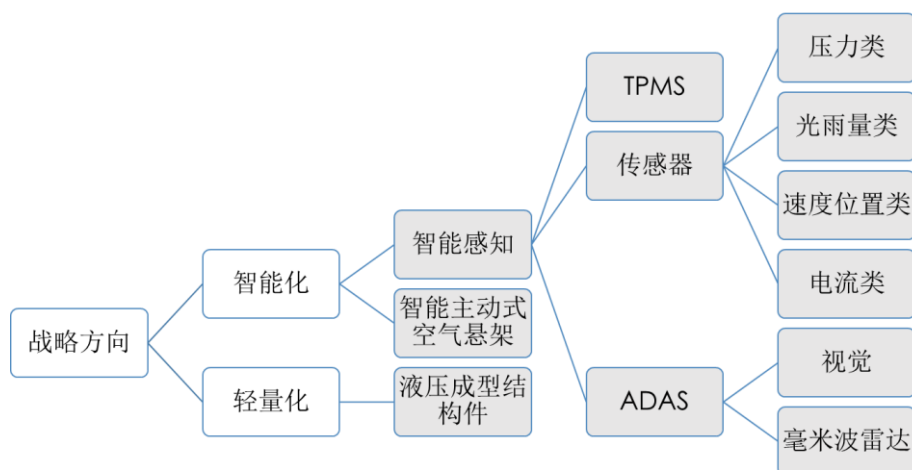 战略方向
智能化
轻量化
智能感知
智能主动式
空气悬架
液压成型结
构件
TPMS
传感器
ADAS
压力类
光雨量类
速度位置类
电流类
视觉
毫米波雷达